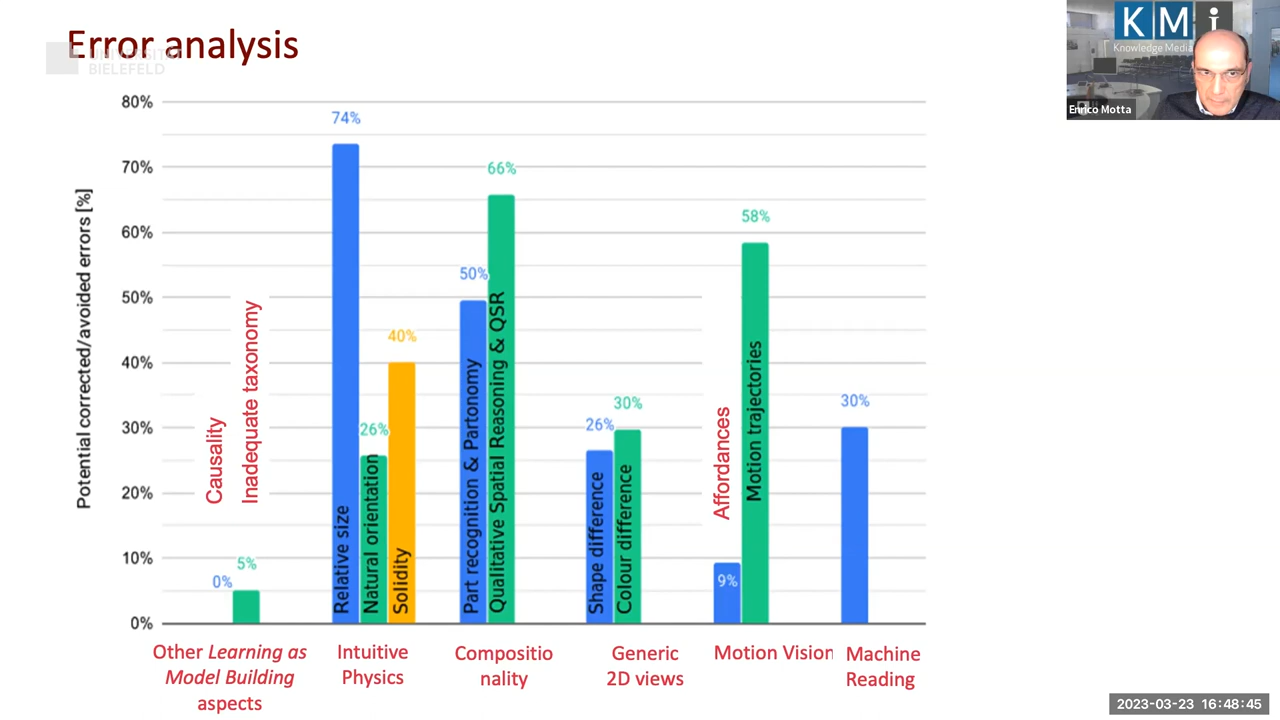 Error analysis
UNIVERSITÄT
BIELEFELD
KMi
Knowledge Media
Enrico Motta
Potential corrected/avoided errors [%]
80%
70%
60%
50%
40%
30%
20%
10%
0%
0%
5%
74%
26%
40%
50%
66%
26%
30%
9%
58%
30%
Causality
Inadequate taxonomy
Relative size
Natural orientation
Solidity
Part recognition & Partonomy
Qualitative Spatial Reasoning & QSR
Shape difference
Colour difference
Affordances
Motion trajectories
Other Learning as
Model Building
aspects
Intuitive
Physics
Compositio
nality
Generic
2D views
Motion Vision
Machine
Reading
2023-03-23 16:48:45